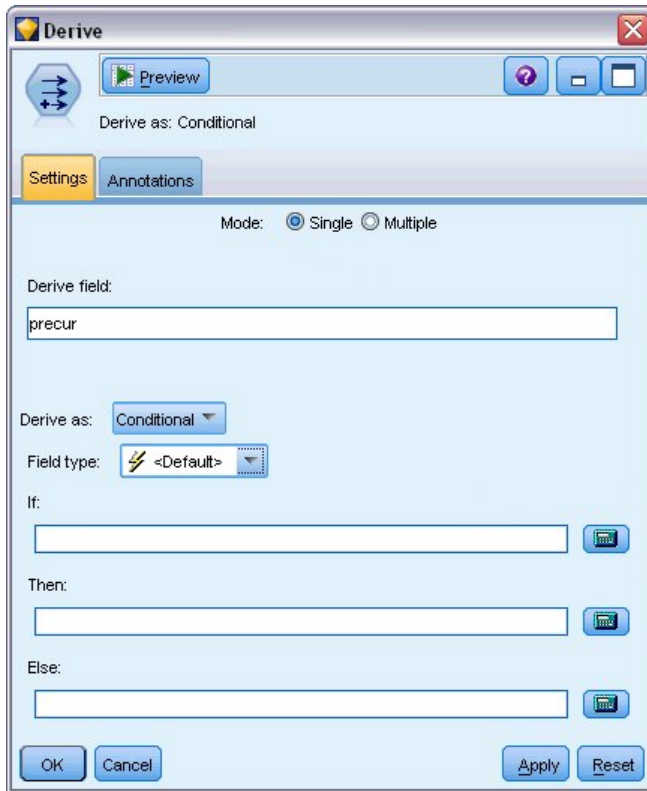 Derive
Preview
Derive as: Conditional
Settings Annotations
Mode: Single Multiple
Derive field:
precur
Derive as: Conditional
Field type: <Default>
If:
Then:
Else:
OK Cancel Apply Reset